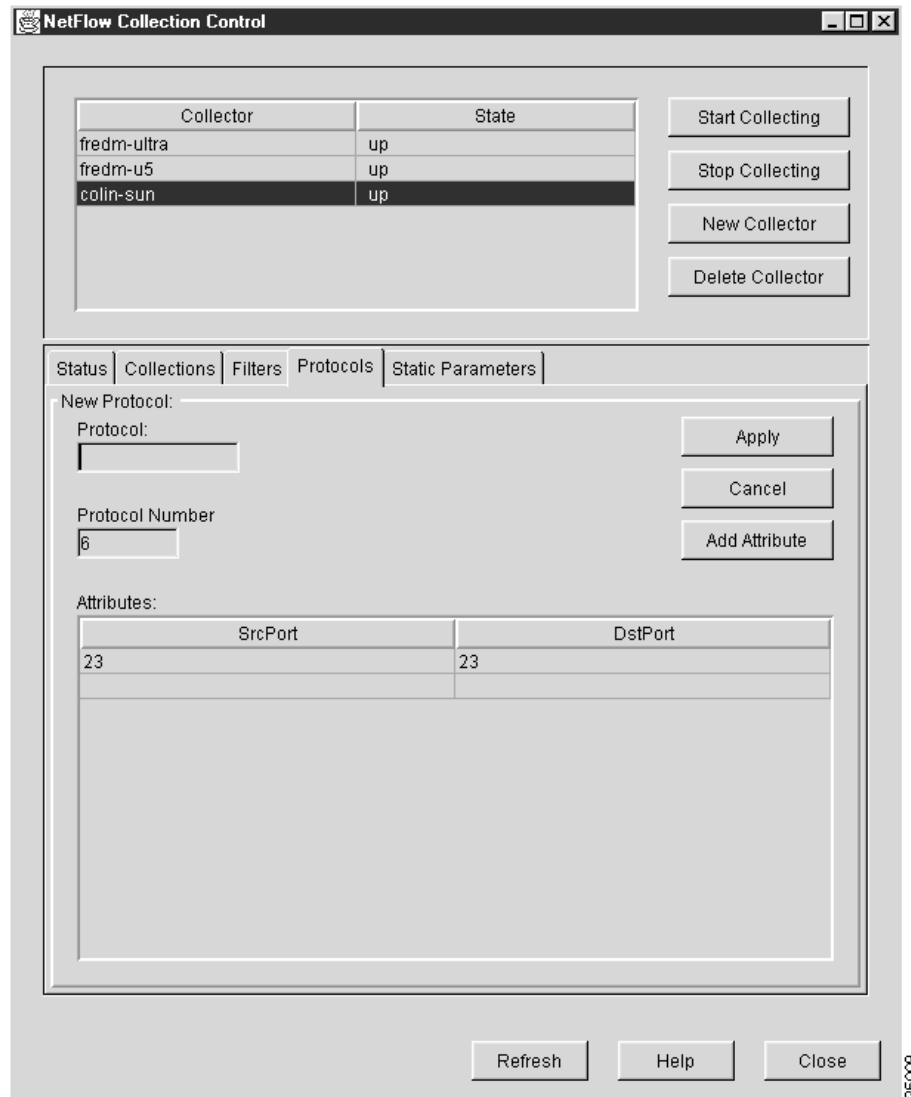 NetFlow Collection Control
Collector State
fredm-ultra up
fredm-u5 up
colin-sun up
Start Collecting
Stop Collecting
New Collector
Delete Collector
Status Collections Filters Protocols Static Parameters
New Protocol:
Protocol:
Apply
Cancel
Protocol Number
6
Add Attribute
Attributes:
SrcPort DstPort
23 23
Refresh Help Close